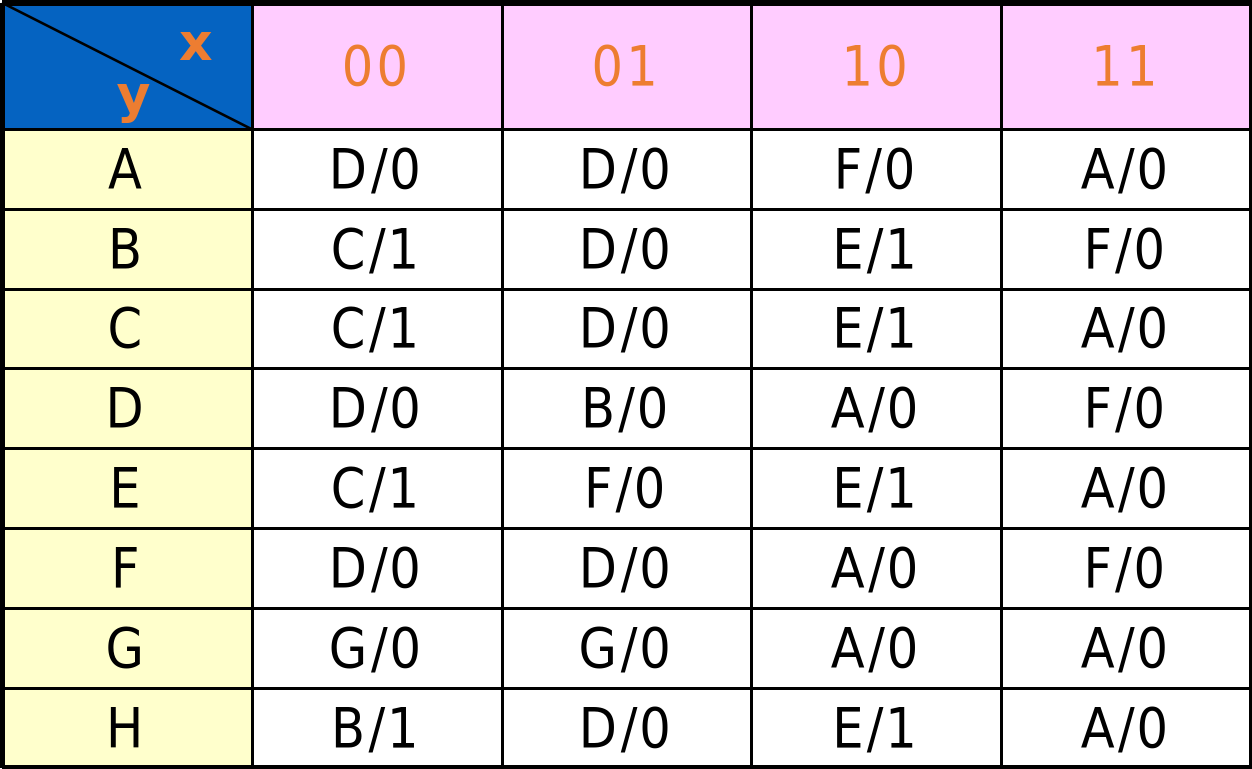 x
y 00 01 10 11
A D/0 D/0 F/0 A/0
B C/1 D/0 E/1 F/0
C C/1 D/0 E/1 A/0
D D/0 B/0 A/0 F/0
E C/1 F/0 E/1 A/0
F D/0 D/0 A/0 F/0
G G/0 G/0 A/0 A/0
H B/1 D/0 E/1 A/0